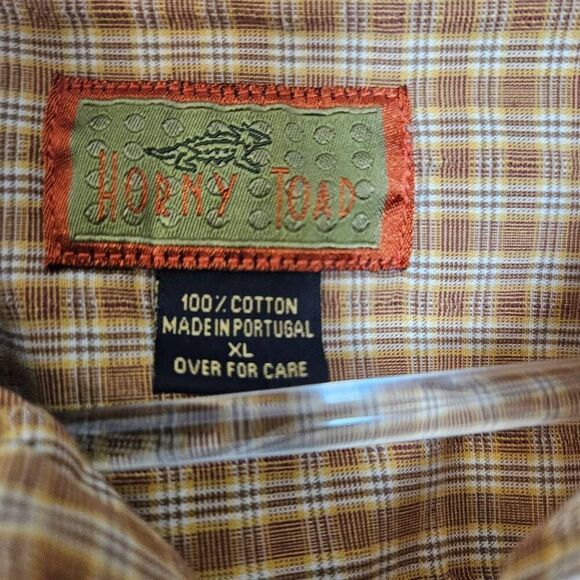 HORNY TOAD
100% COTTON
MADE IN PORTUGAL
XL
OVER FOR CARE